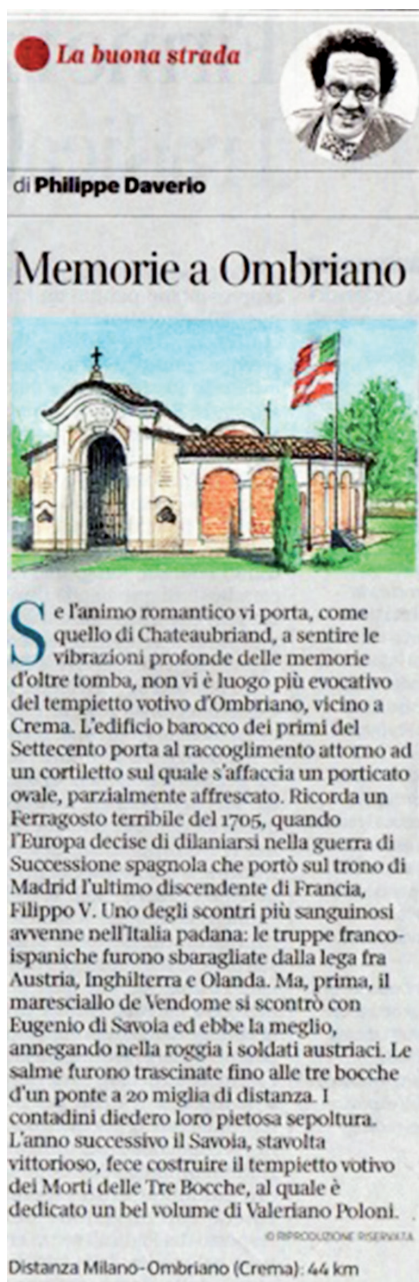 La buona strada
di Philippe Daverio
Memorie a Ombriano
Se l'animo romantico vi porta, come
quello di Chateaubriand, a sentire le
vibrazioni profonde delle memorie
d'oltre tomba, non vi è luogo più evocativo
del tempietto votivo d'Ombriano, vicino a
Crema. L'edificio barocco dei primi del
Settecento porta al raccoglimento attorno ad
un cortiletto sul quale s'affaccia un porticato
ovale, parzialmente affrescato. Ricorda un
Ferragosto terribile del 1705, quando
l'Europa decise di dilaniarsi nella guerra di
Successione spagnola che portò sul trono di
Madrid l'ultimo discendente di Francia,
Filippo V. Uno degli scontri più sanguinosi
avvenne nell'Italia padana: le truppe franco-
ispaniche furono sbaragliate dalla lega fra
Austria, Inghilterra e Olanda. Ma, prima, il
maresciallo de Vendome si scontrò con
Eugenio di Savoia ed ebbe la meglio,
annegando nella roggia i soldati austriaci. Le
salme furono trascinate fino alle tre bocche
d'un ponte a 20 miglia di distanza. I
contadini diedero loro pietosa sepoltura.
L'anno successivo il Savoia, stavolta
vittorioso, fece costruire il tempietto votivo
dei Morti delle Tre Bocche, al quale è
dedicato un bel volume di Valeriano Poloni.
© RIPRODUZIONE RISERVATA
Distanza Milano-Ombriano (Crema): 44 km